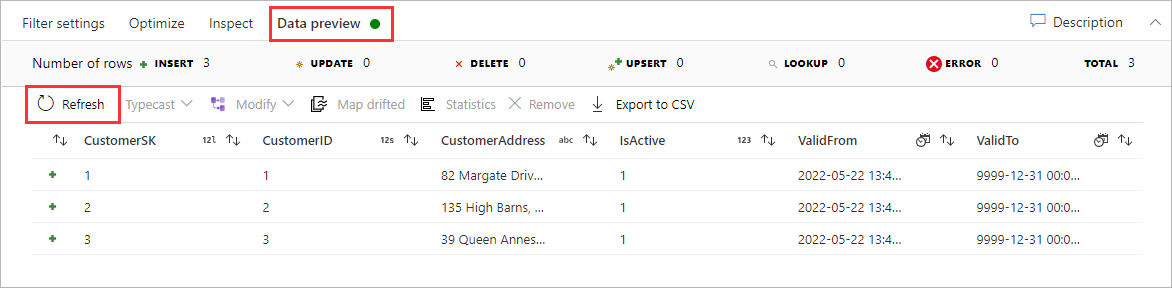 Filter settings Optimize Inspect Data preview Description
Number of rows INSERT 3 UPDATE 0 DELETE 0 UPSERT 0 LOOKUP 0 ERROR 0 TOTAL 3
Refresh Typecast Modify Map drifted Statistics Remove Export to CSV
CustomerSK 12l CustomerID 12s CustomerAddress abc IsActive 123 ValidFrom ValidTo
1 1 82 Margate Driv... 1 2022-05-22 13:4... 9999-12-31 00:0...
2 2 135 High Barns, ... 1 2022-05-22 13:4... 9999-12-31 00:0...
3 3 39 Queen Annes... 1 2022-05-22 13:4... 9999-12-31 00:0...